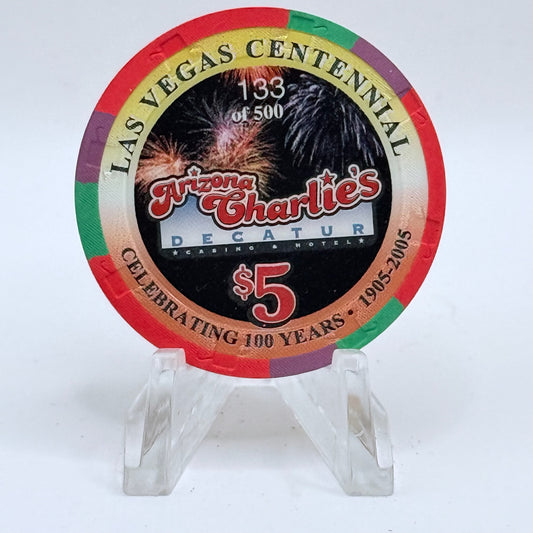 LAS VEGAS CENTENNIAL
133
of 500
Arizona
Charlie's
DECATUR
★ CASINO & HOTEL ★
$5
CELEBRATING 100 YEARS • 1905-2005